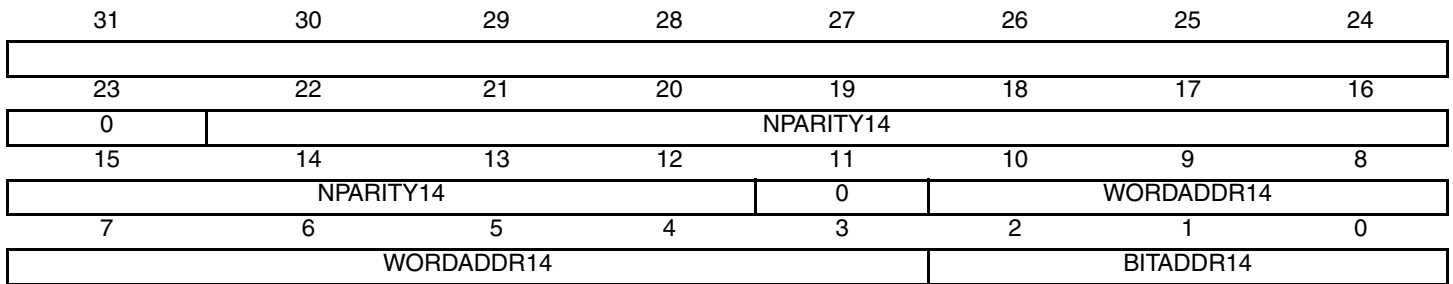 31 30 29 28 27 26 25 24
23 22 21 20 19 18 17 16
0 NPARITY14
15 14 13 12 11 10 9 8
NPARITY14 0 WORDADDR14
7 6 5 4 3 2 1 0
WORDADDR14 BITADDR14